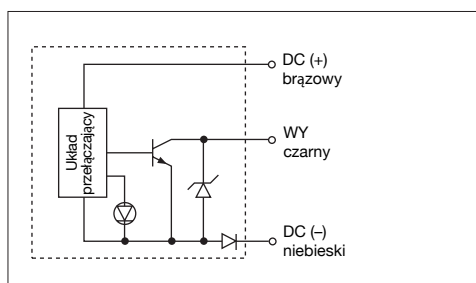 DC (+)
brązowy
Układ
przełączający
WY
czarny
DC (–)
niebieski